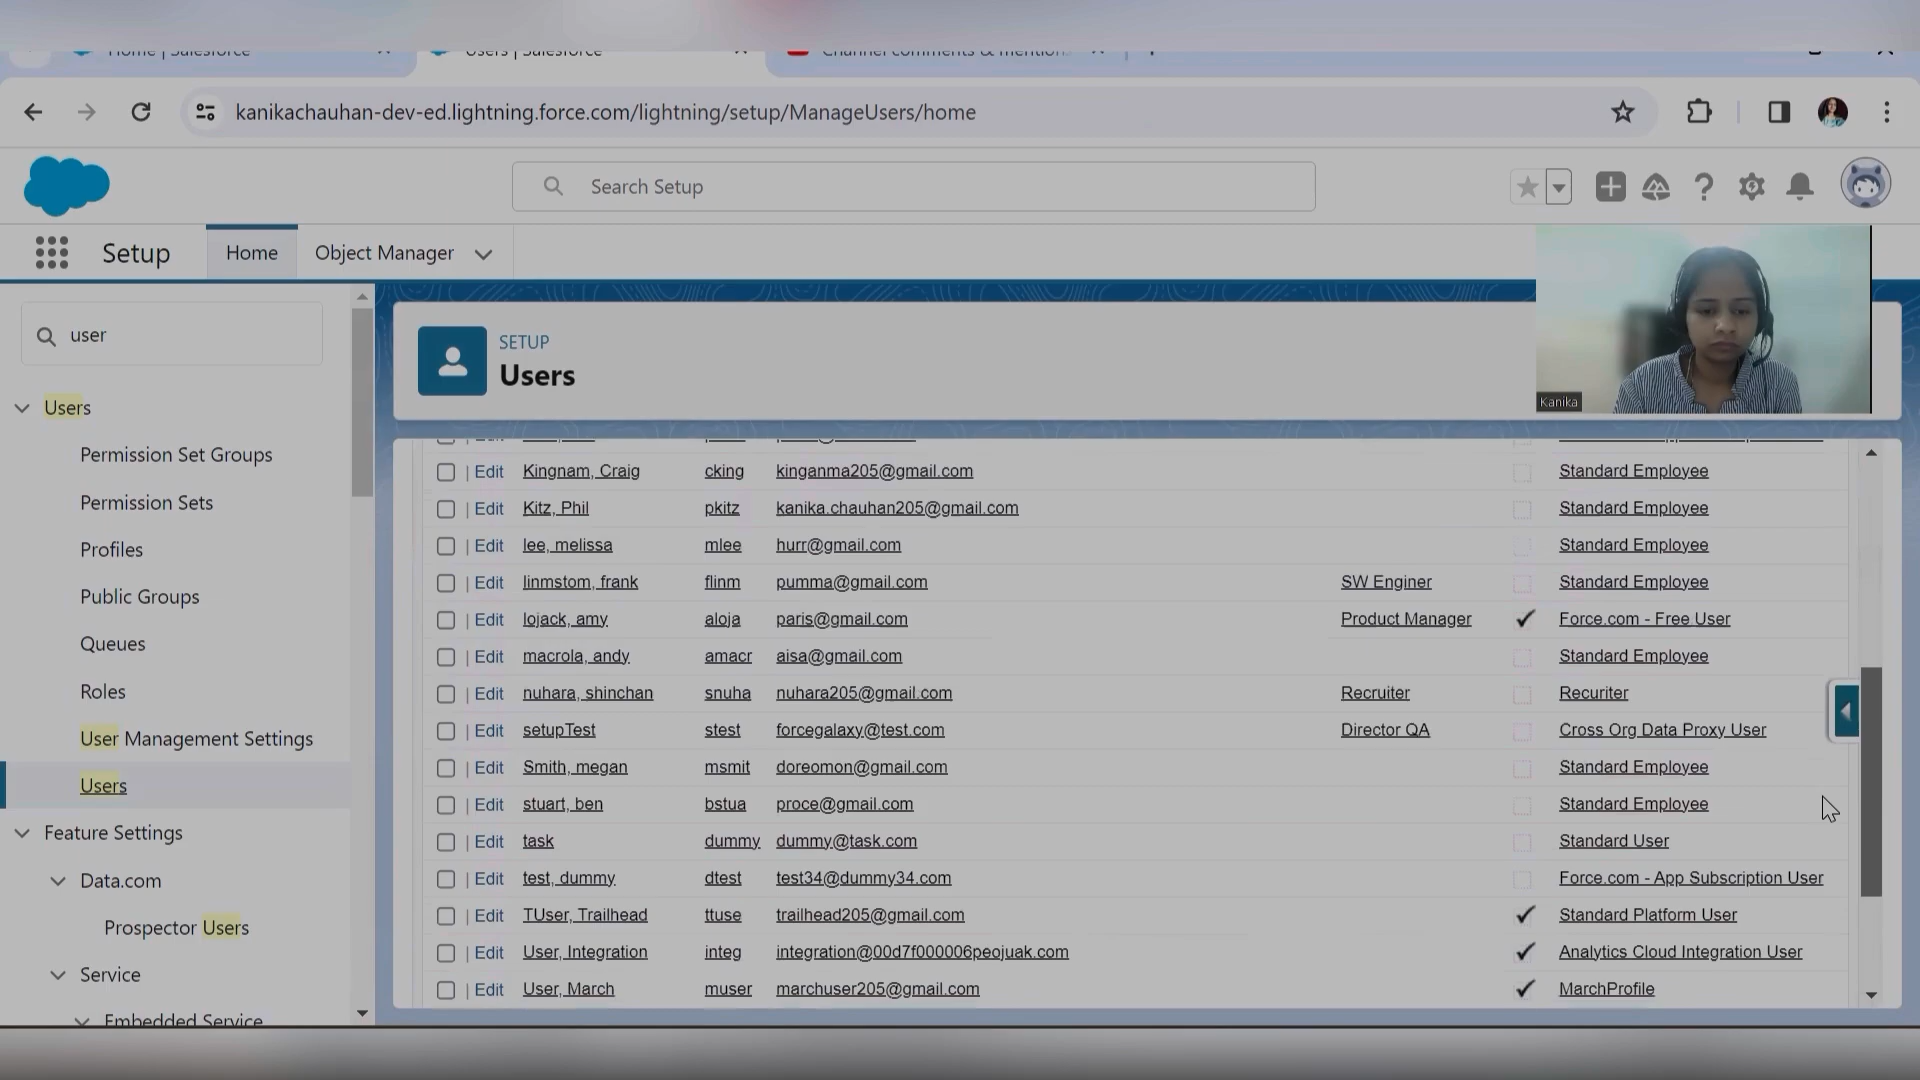 Home | Salesforce
Users | Salesforce
Channel comments & mention
kanikachauhan-dev-ed.lightning.force.com/lightning/setup/ManageUsers/home
Search Setup
Setup
Home
Object Manager
user
Users
Permission Set Groups
Permission Sets
Profiles
Public Groups
Queues
Roles
User Management Settings
Users
Feature Settings
Data.com
Prospector Users
Service
Embedded Service
SETUP
Users
Kanika
| Edit Kingnam, Craig cking kinganma205@gmail.com Standard Employee
| Edit Kitz, Phil pkitz kanika.chauhan205@gmail.com Standard Employee
| Edit lee, melissa mlee hurr@gmail.com Standard Employee
| Edit linmstom, frank flinm pumma@gmail.com SW Enginer Standard Employee
| Edit lojack, amy aloja paris@gmail.com Product Manager ✓ Force.com - Free User
| Edit macrola, andy amacr aisa@gmail.com Standard Employee
| Edit nuhara, shinchan snuha nuhara205@gmail.com Recruiter Recuriter
| Edit setupTest stest forcegalaxy@test.com Director QA Cross Org Data Proxy User
| Edit Smith, megan msmit doreomon@gmail.com Standard Employee
| Edit stuart, ben bstua proce@gmail.com Standard Employee
| Edit task dummy dummy@task.com Standard User
| Edit test, dummy dtest test34@dummy34.com Force.com - App Subscription User
| Edit TUser, Trailhead ttuse trailhead205@gmail.com ✓ Standard Platform User
| Edit User, Integration integ integration@00d7f000006peojuak.com ✓ Analytics Cloud Integration User
| Edit User, March muser marchuser205@gmail.com ✓ MarchProfile